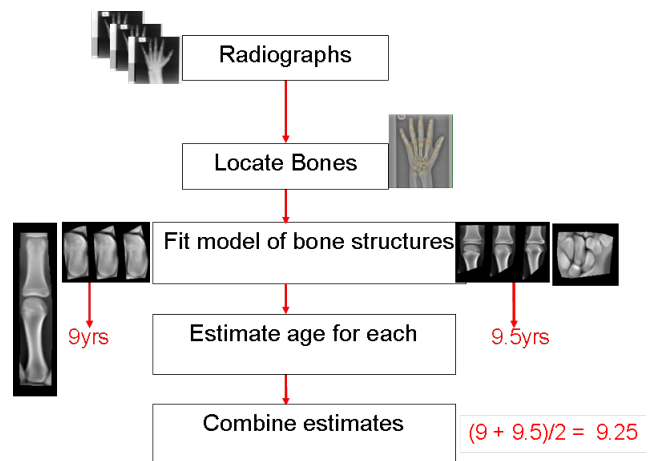 Radiographs
Locate Bones
Fit model of bone structures
9yrs
Estimate age for each
9.5yrs
Combine estimates
(9 + 9.5)/2 = 9.25